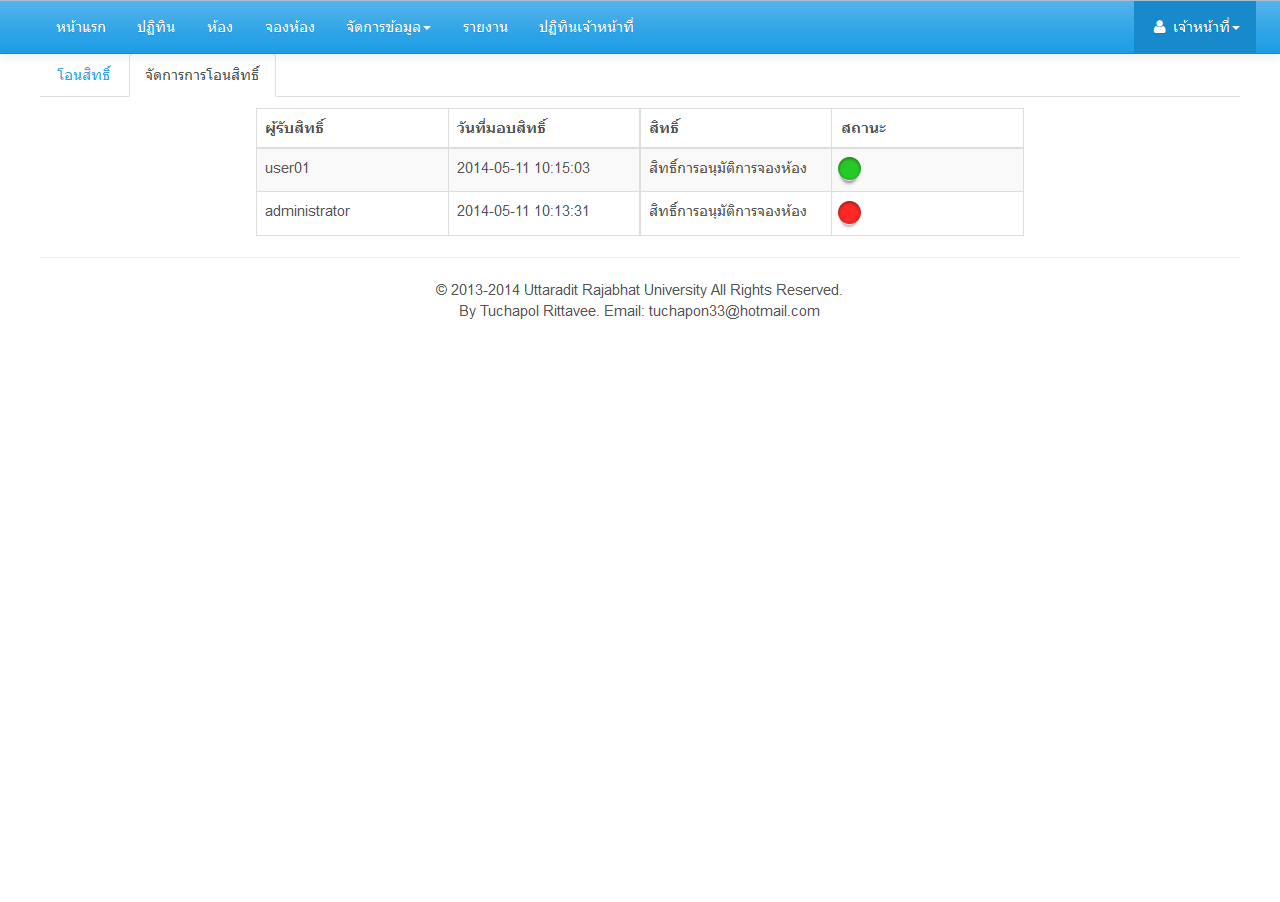 หน้าแรก ปฏิทิน ห้อง จองห้อง จัดการข้อมูล รายงาน ปฏิทินเจ้าหน้าที่ เจ้าหน้าที่
โอนสิทธิ์ จัดการการโอนสิทธิ์
ผู้รับสิทธิ์ วันที่มอบสิทธิ์ สิทธิ์ สถานะ
user01 2014-05-11 10:15:03 สิทธิ์การอนุมัติการจองห้อง
administrator 2014-05-11 10:13:31 สิทธิ์การอนุมัติการจองห้อง
© 2013-2014 Uttaradit Rajabhat University All Rights Reserved.
By Tuchapol Rittavee. Email: tuchapon33@hotmail.com